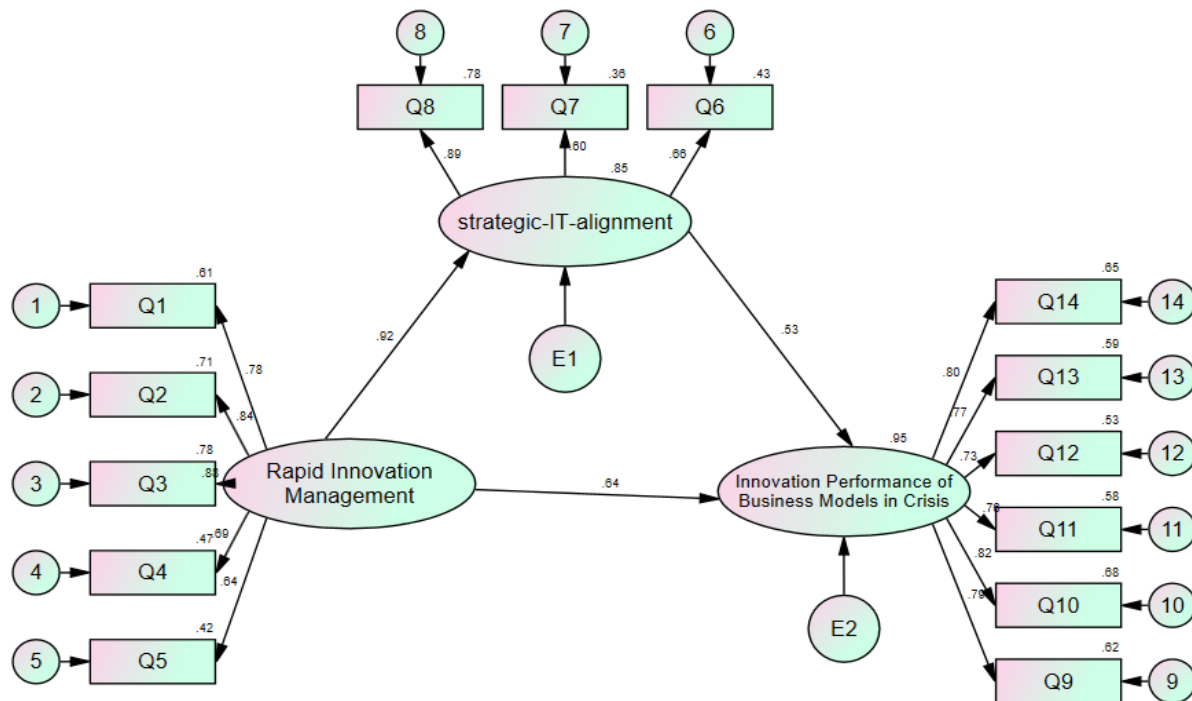 8
7
6
.78
.36
.43
Q8
Q7
Q6
.89
.60
.66
.85
strategic-IT-alignment
.61
1
Q1
.71
2
Q2
.78
3
Q3
.47
4
Q4
.42
5
Q5
.78
.84
.88
.69
.64
Rapid Innovation
Management
.92
E1
.53
.64
.95
Innovation Performance of
Business Models in Crisis
E2
.80
.77
.73
.82
.79
.65
Q14
14
.59
Q13
13
.53
Q12
12
.58
Q11
11
.68
Q10
10
.62
Q9
9